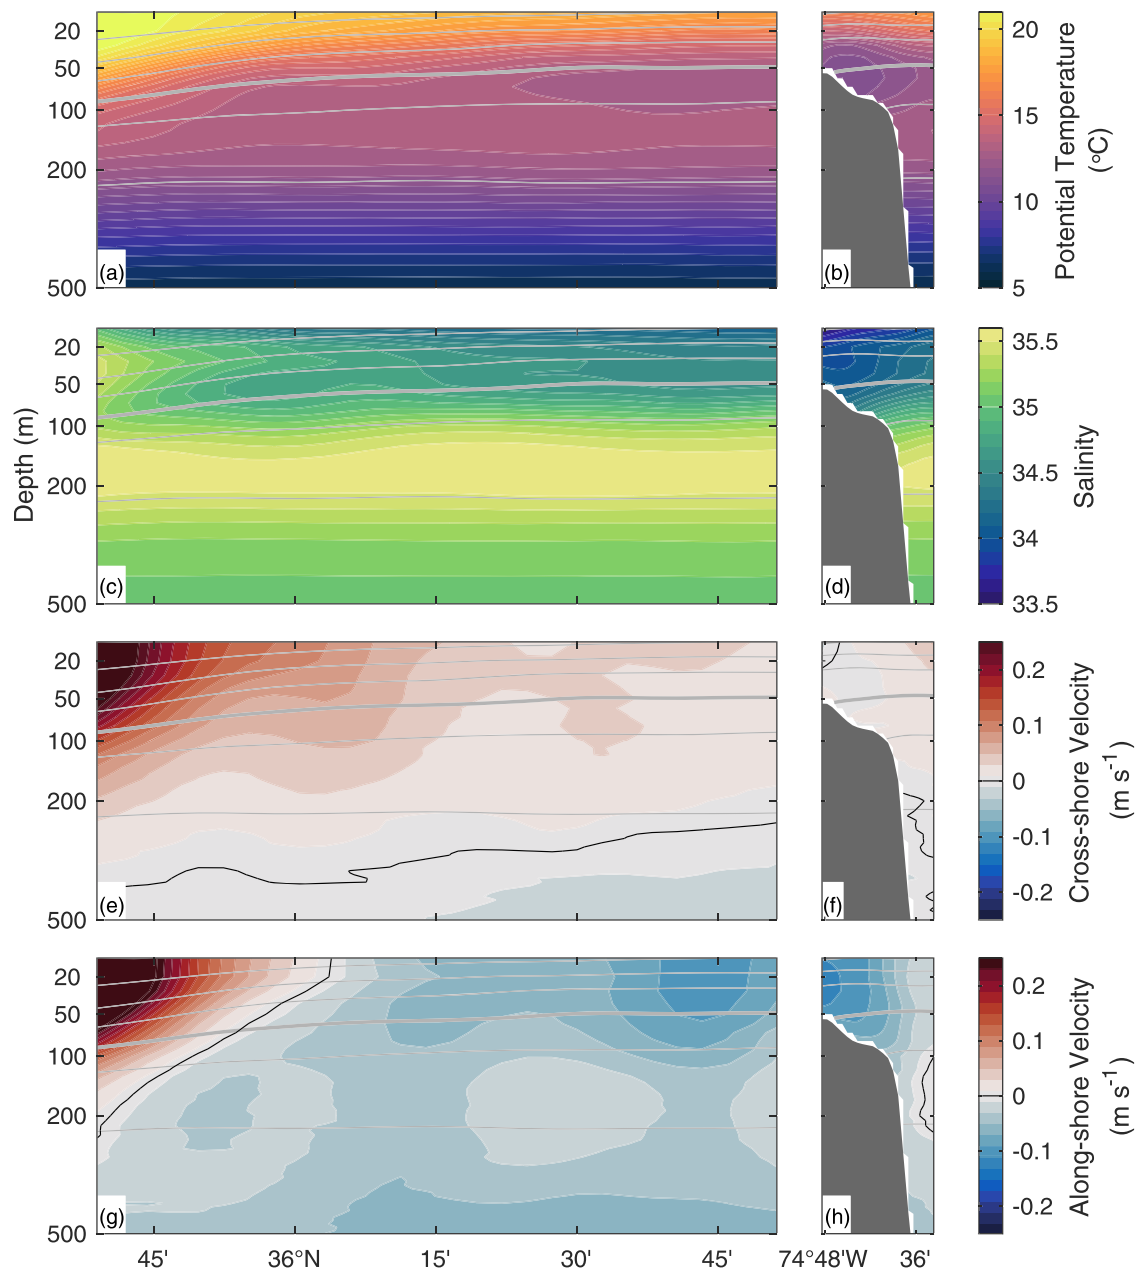 20
50
100
200
500
(a)
(b)
20
15
10
5
Potential Temperature
(°C)
20
50
100
200
500
(c)
(d)
35.5
35
34.5
34
33.5
Salinity
Depth (m)
20
50
100
200
500
(e)
(f)
0.2
0.1
0
-0.1
-0.2
Cross-shore Velocity
(m s⁻¹)
20
50
100
200
500
(g)
(h)
0.2
0.1
0
-0.1
-0.2
Along-shore Velocity
(m s⁻¹)
45' 36°N 15' 30' 45' 74°48'W 36'